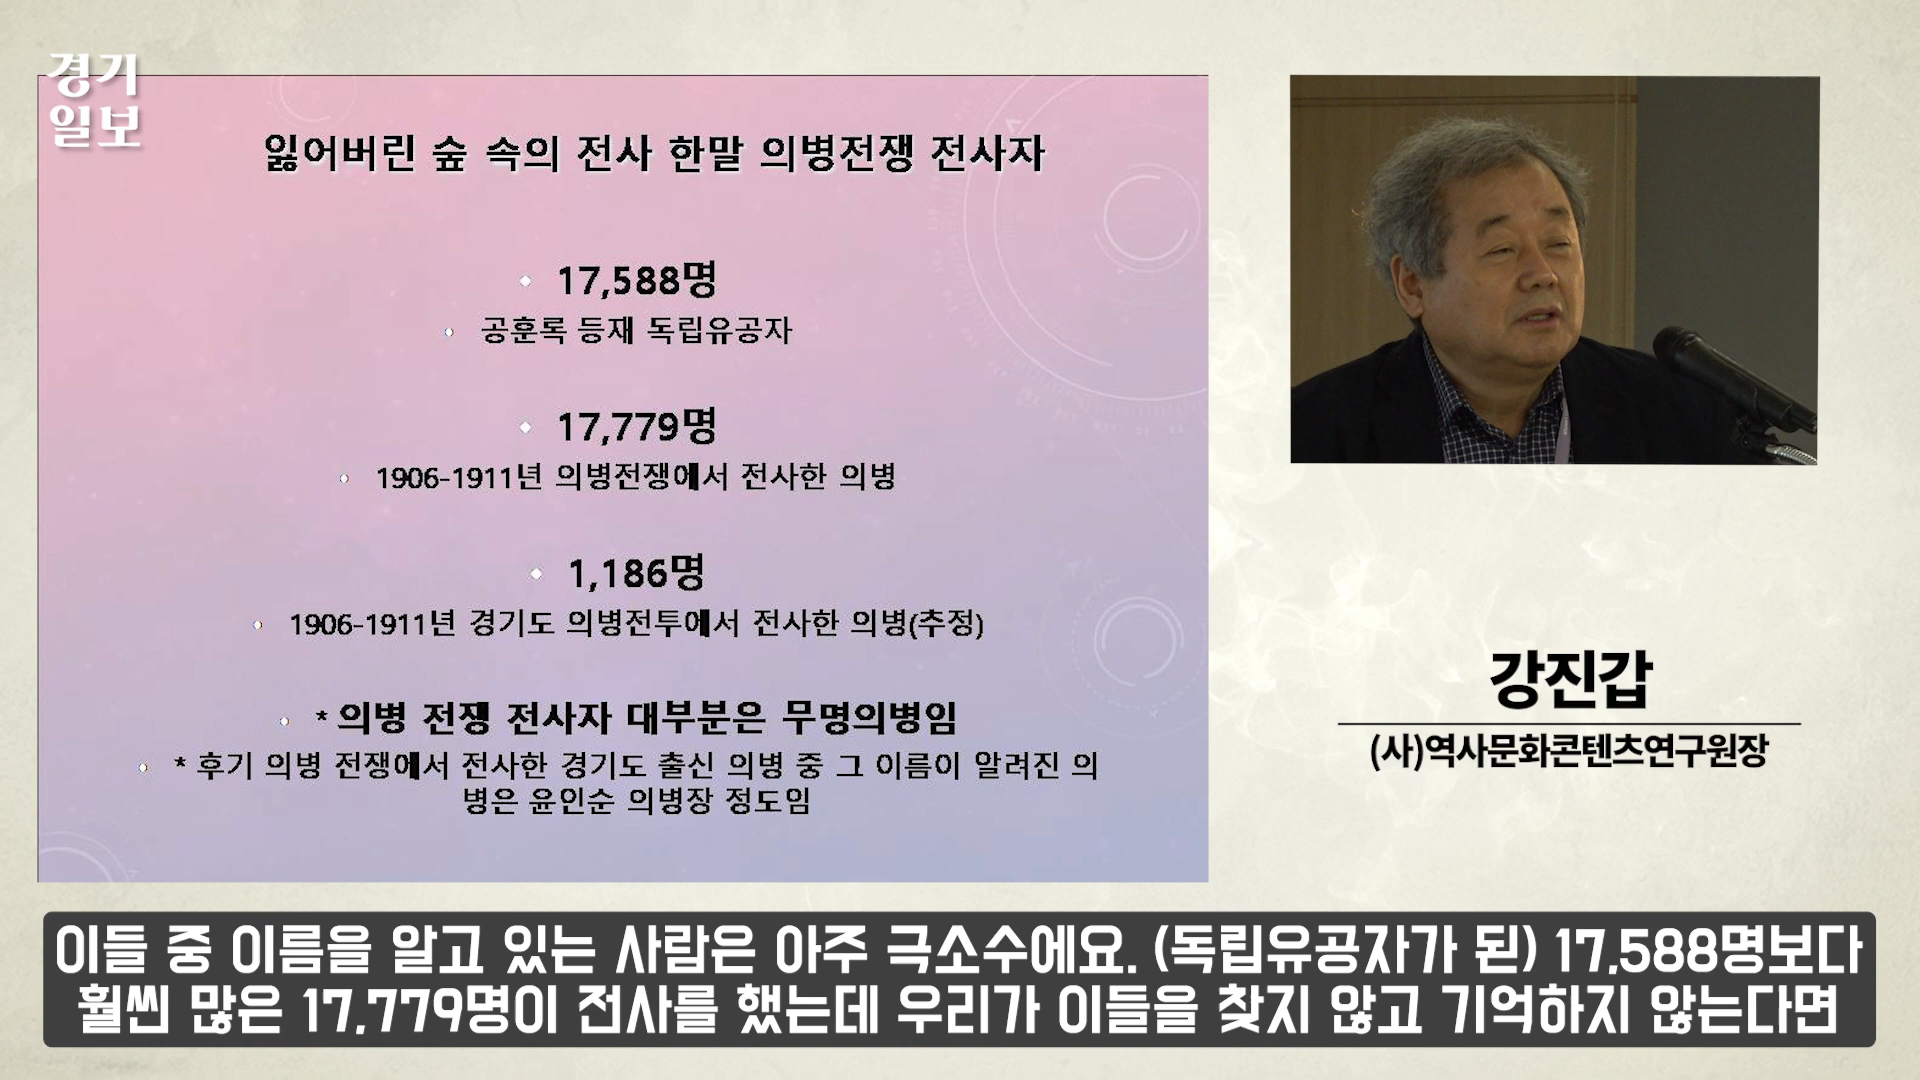 경기
일보
잃어버린 숲 속의 전사 한말 의병전쟁 전사자
17,588명
공훈록 등재 독립유공자
17,779명
1906-1911년 의병전쟁에서 전사한 의병
1,186명
1906-1911년 경기도 의병전투에서 전사한 의병(추정)
* 의병 전쟁 전사자 대부분은 무명의병임
* 후기 의병 전쟁에서 전사한 경기도 출신 의병 중 그 이름이 알려진 의
병은 윤인순 의병장 정도임
강진갑
(사)역사문화콘텐츠연구원장
이들 중 이름을 알고 있는 사람은 아주 극소수에요. (독립유공자가 된) 17,588명보다
훨씬 많은 17,779명이 전사를 했는데 우리가 이들을 찾지 않고 기억하지 않는다면